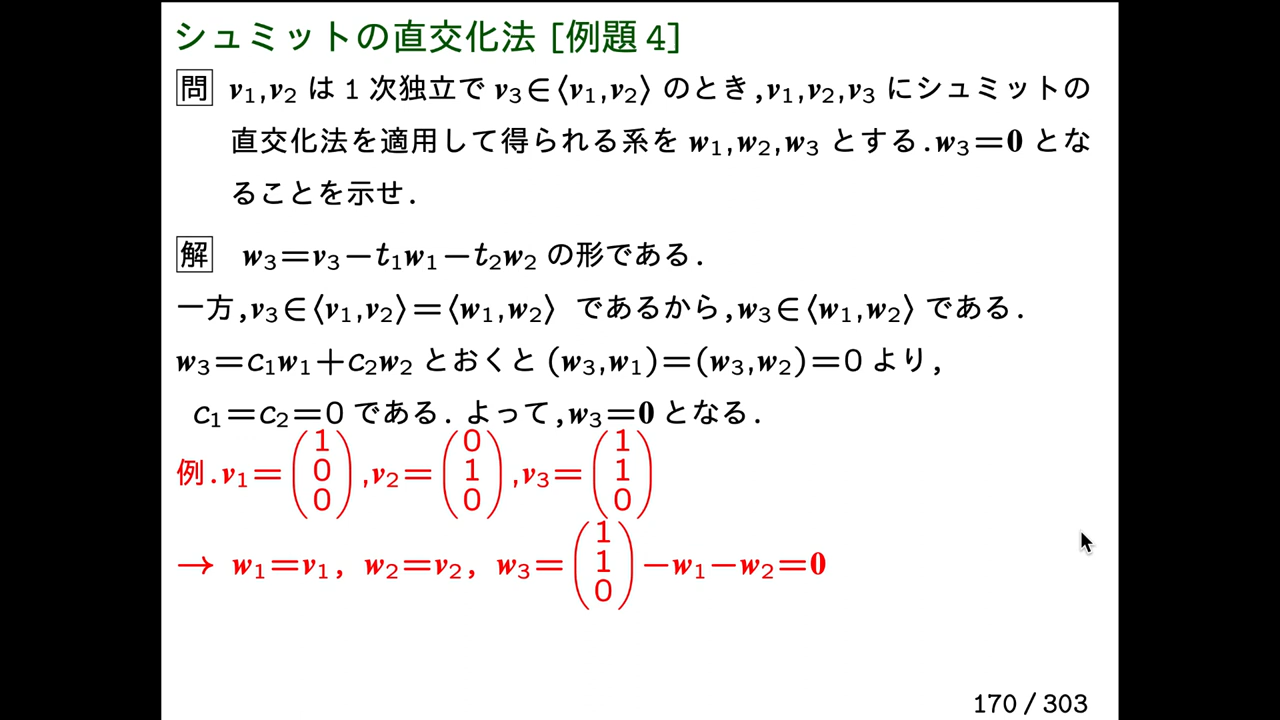 シュミットの直交化法 [例題 4]
問 v₁,v₂ は 1 次独立で v₃∈⟨v₁,v₂⟩ のとき,v₁,v₂,v₃ にシュミットの
直交化法を適用して得られる系を w₁,w₂,w₃ とする.w₃=0 とな
ることを示せ.
解 w₃=v₃−t₁w₁−t₂w₂ の形である.
一方,v₃∈⟨v₁,v₂⟩=⟨w₁,w₂⟩ であるから,w₃∈⟨w₁,w₂⟩ である.
w₃=c₁w₁+c₂w₂ とおくと (w₃,w₁)=(w₃,w₂)=0 より,
c₁=c₂=0 である. よって,w₃=0 となる.
例.v₁=(1 0 0),v₂=(0 1 0),v₃=(1 1 0)
→ w₁=v₁, w₂=v₂, w₃=(1 1 0)−w₁−w₂=0
170 / 303